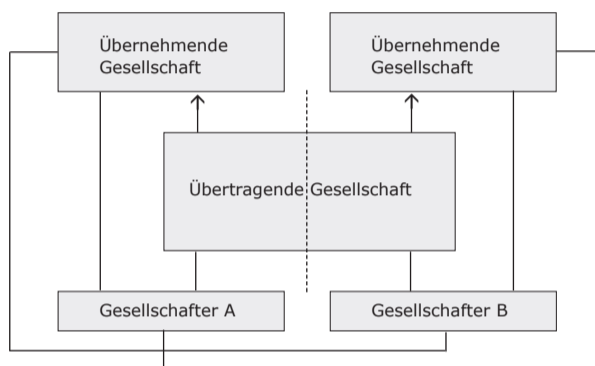 Übernehmende
Gesellschaft
Übernehmende
Gesellschaft
Übertragende Gesellschaft
Gesellschafter A
Gesellschafter B